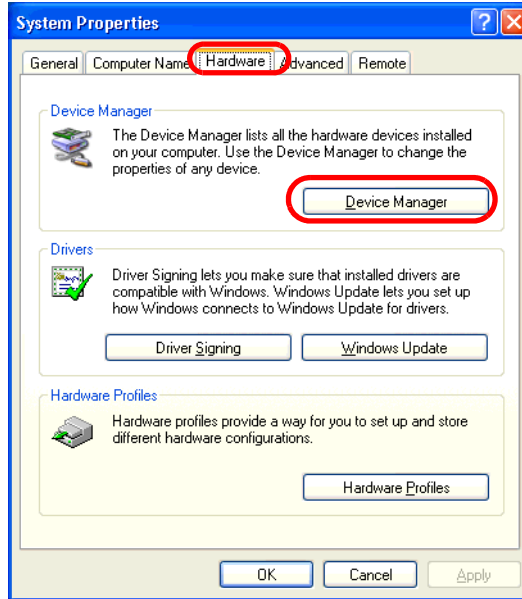 System Properties
General Computer Name Hardware Advanced Remote
Device Manager
The Device Manager lists all the hardware devices installed
on your computer. Use the Device Manager to change the
properties of any device.
Device Manager
Drivers
Driver Signing lets you make sure that installed drivers are
compatible with Windows. Windows Update lets you set up
how Windows connects to Windows Update for drivers.
Driver Signing Windows Update
Hardware Profiles
Hardware profiles provide a way for you to set up and store
different hardware configurations.
Hardware Profiles
OK Cancel Apply